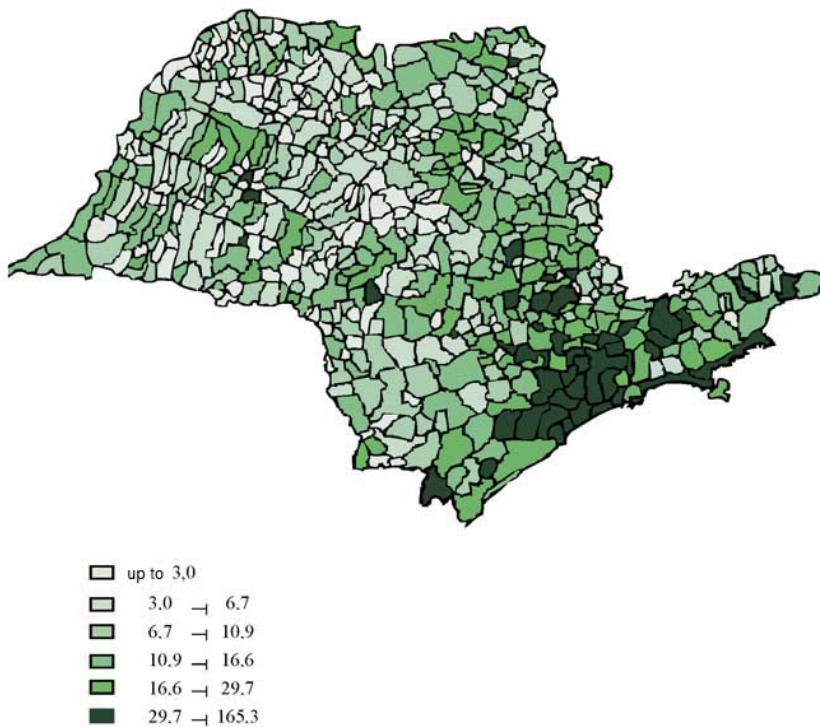 up to 3,0
3.0 ⊣ 6.7
6.7 ⊣ 10.9
10.9 ⊣ 16.6
16.6 ⊣ 29.7
29.7 ⊣ 165.3